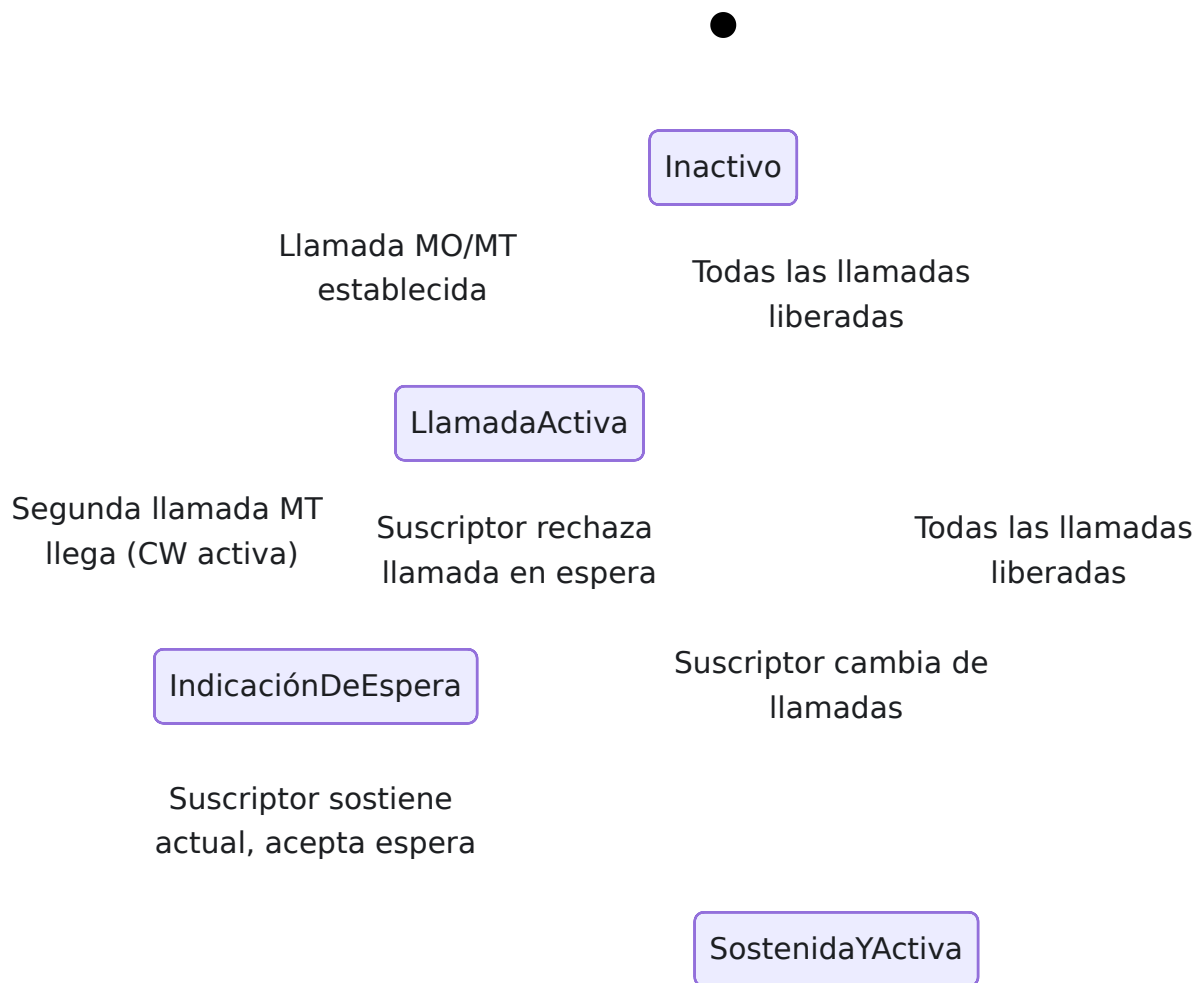 Inactivo
Llamada MO/MT
establecida
Todas las llamadas
liberadas
LlamadaActiva
Segunda llamada MT
llega (CW activa)
Suscriptor rechaza
llamada en espera
Todas las llamadas
liberadas
IndicaciónDeEspera
Suscriptor cambia de
llamadas
Suscriptor sostiene
actual, acepta espera
SostenidaYActiva